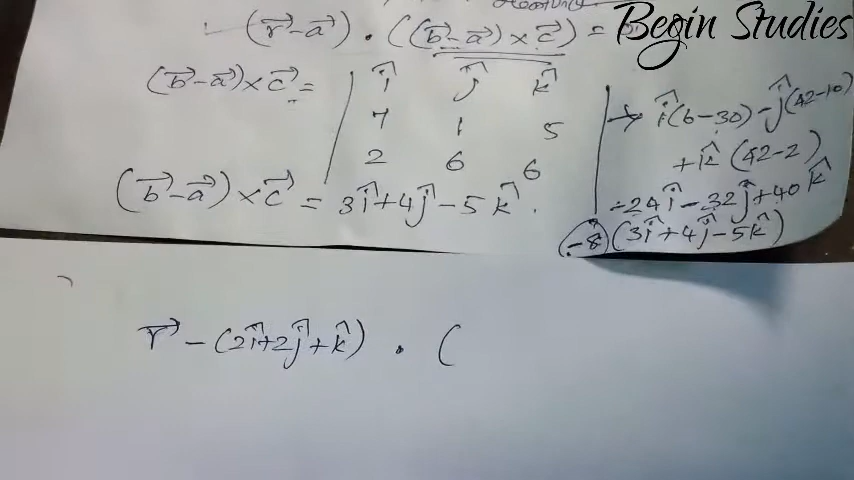 Begin Studies
(r⃗ - a⃗) . ((b⃗ - a⃗) × c⃗) =
(b⃗ - a⃗) × c⃗ = | î ĵ k̂ |
7 1 5
2 6 6
→ î(6-30) - ĵ(42-10)
+ k̂ (42-2)
= -24î - 32ĵ + 40k̂
-8 (3î + 4ĵ - 5k̂)
(b⃗ - a⃗) × c⃗ = 3î + 4ĵ - 5k̂.
r⃗ - (2î + 2ĵ + k̂) . (